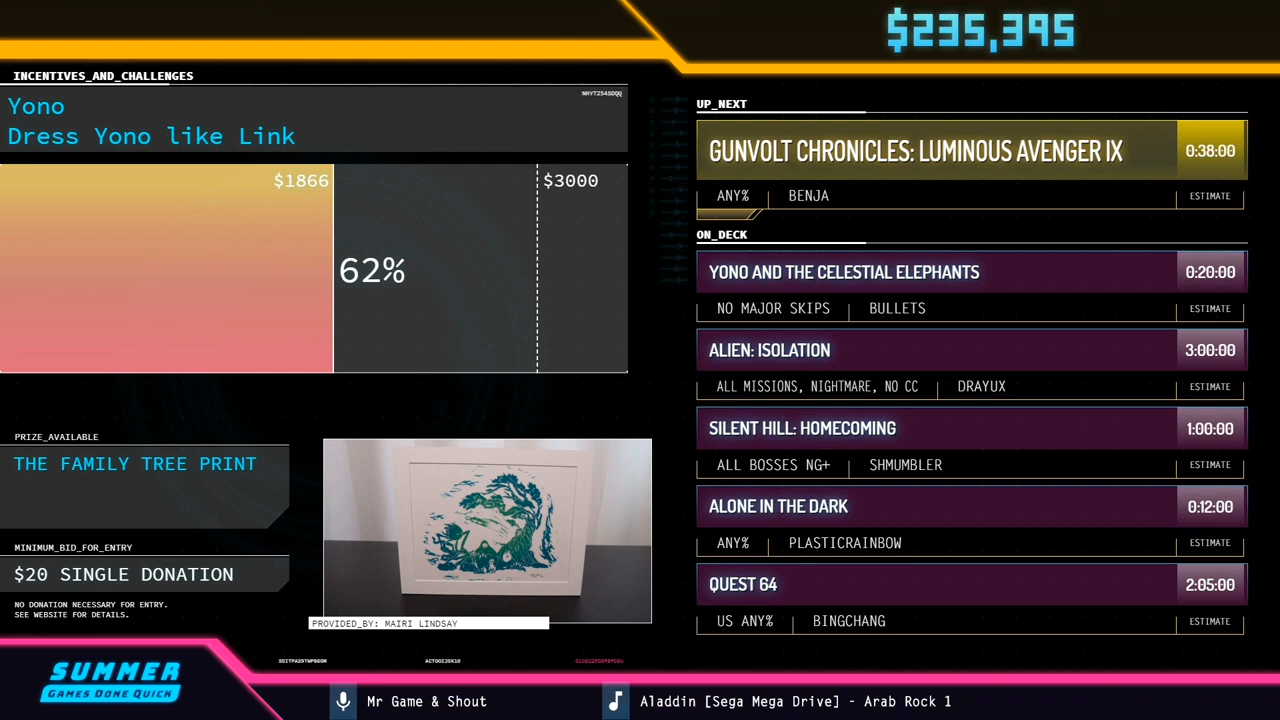 $235,395
INCENTIVES_AND_CHALLENGES
Yono
Dress Yono like Link
$1866
$3000
62%
PRIZE_AVAILABLE
THE FAMILY TREE PRINT
MINIMUM_BID_FOR_ENTRY
$20 SINGLE DONATION
NO DONATION NECESSARY FOR ENTRY.
SEE WEBSITE FOR DETAILS.
PROVIDED_BY: MAIRI LINDSAY
UP_NEXT
GUNVOLT CHRONICLES: LUMINOUS AVENGER IX 0:38:00
ANY% BENJA ESTIMATE
ON_DECK
YONO AND THE CELESTIAL ELEPHANTS 0:20:00
NO MAJOR SKIPS BULLETS ESTIMATE
ALIEN: ISOLATION 3:00:00
ALL MISSIONS, NIGHTMARE, NO CC DRAYUX ESTIMATE
SILENT HILL: HOMECOMING 1:00:00
ALL BOSSES NG+ SHMUMBLER ESTIMATE
ALONE IN THE DARK 0:12:00
ANY% PLASTICRAINBOW ESTIMATE
QUEST 64 2:05:00
US ANY% BINGCHANG ESTIMATE
SUMMER
GAMES DONE QUICK
Mr Game & Shout
Aladdin [Sega Mega Drive] - Arab Rock 1